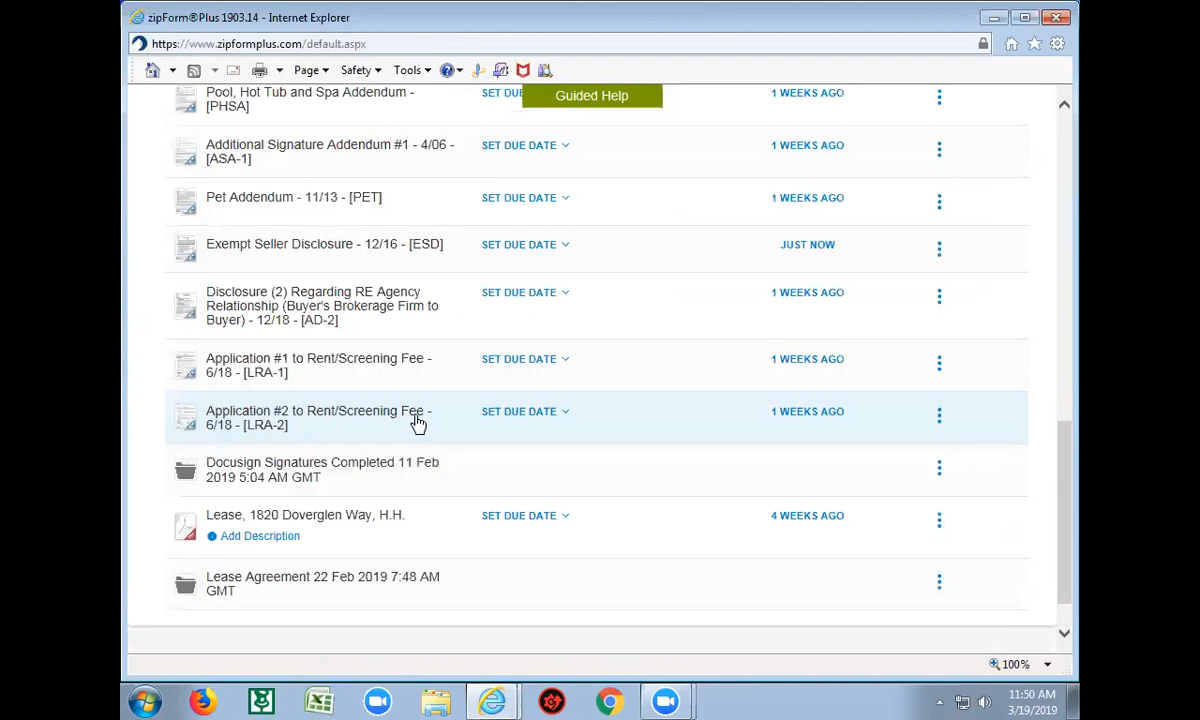 zipForm®Plus 1903.14 - Internet Explorer
https://www.zipformplus.com/default.aspx
Page Safety Tools
Guided Help
Pool, Hot Tub and Spa Addendum -
[PHSA]
SET DUE
1 WEEKS AGO
Additional Signature Addendum #1 - 4/06 -
[ASA-1]
SET DUE DATE
1 WEEKS AGO
Pet Addendum - 11/13 - [PET]
SET DUE DATE
1 WEEKS AGO
Exempt Seller Disclosure - 12/16 - [ESD]
SET DUE DATE
JUST NOW
Disclosure (2) Regarding RE Agency
Relationship (Buyer's Brokerage Firm to
Buyer) - 12/18 - [AD-2]
SET DUE DATE
1 WEEKS AGO
Application #1 to Rent/Screening Fee -
6/18 - [LRA-1]
SET DUE DATE
1 WEEKS AGO
Application #2 to Rent/Screening Fee -
6/18 - [LRA-2]
SET DUE DATE
1 WEEKS AGO
Docusign Signatures Completed 11 Feb
2019 5:04 AM GMT
Lease, 1820 Doverglen Way, H.H.
Add Description
SET DUE DATE
4 WEEKS AGO
Lease Agreement 22 Feb 2019 7:48 AM
GMT
100%
11:50 AM
3/19/2019